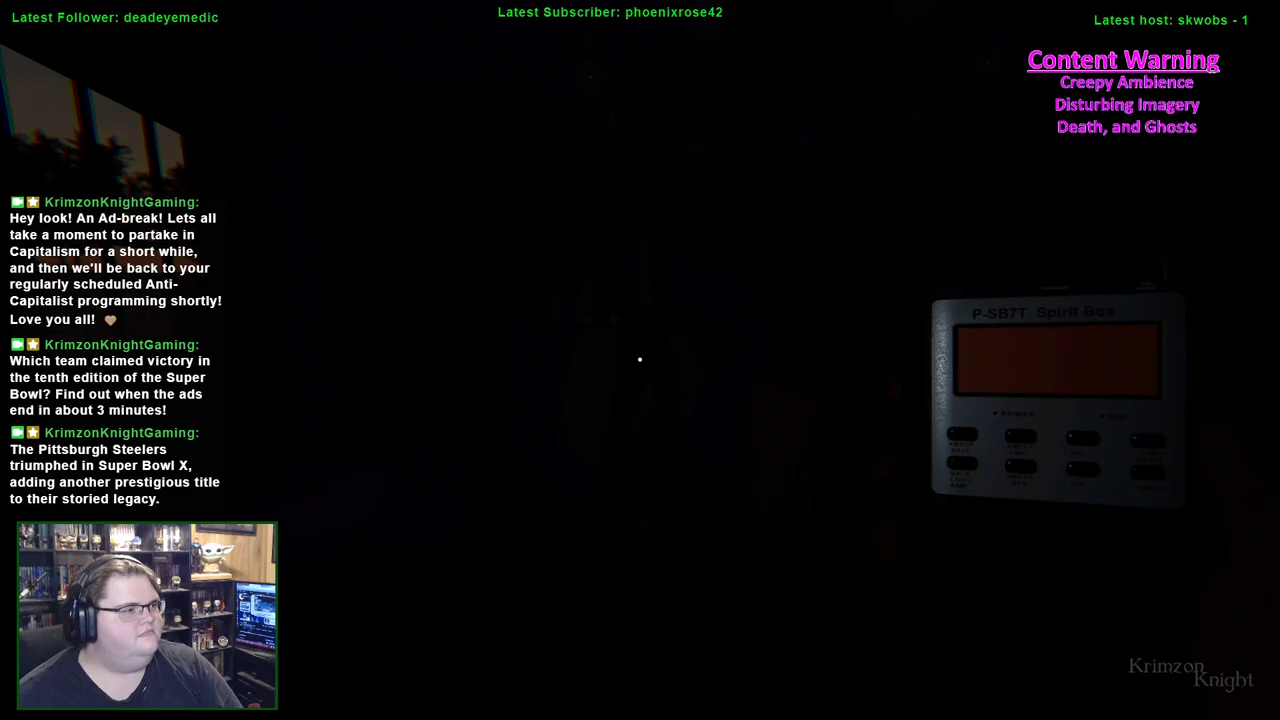 Latest Follower: deadeyemedic
Latest Subscriber: phoenixrose42
Latest host: skwobs - 1
Content Warning
Creepy Ambience
Disturbing Imagery
Death, and Ghosts
KrimzonKnightGaming:
Hey look! An Ad-break! Lets all
take a moment to partake in
Capitalism for a short while,
and then we'll be back to your
regularly scheduled Anti-
Capitalist programming shortly!
Love you all!
KrimzonKnightGaming:
Which team claimed victory in
the tenth edition of the Super
Bowl? Find out when the ads
end in about 3 minutes!
KrimzonKnightGaming:
The Pittsburgh Steelers
triumphed in Super Bowl X,
adding another prestigious title
to their storied legacy.
P-SB7T Spirit Box
POWER
Krimzon
Knight